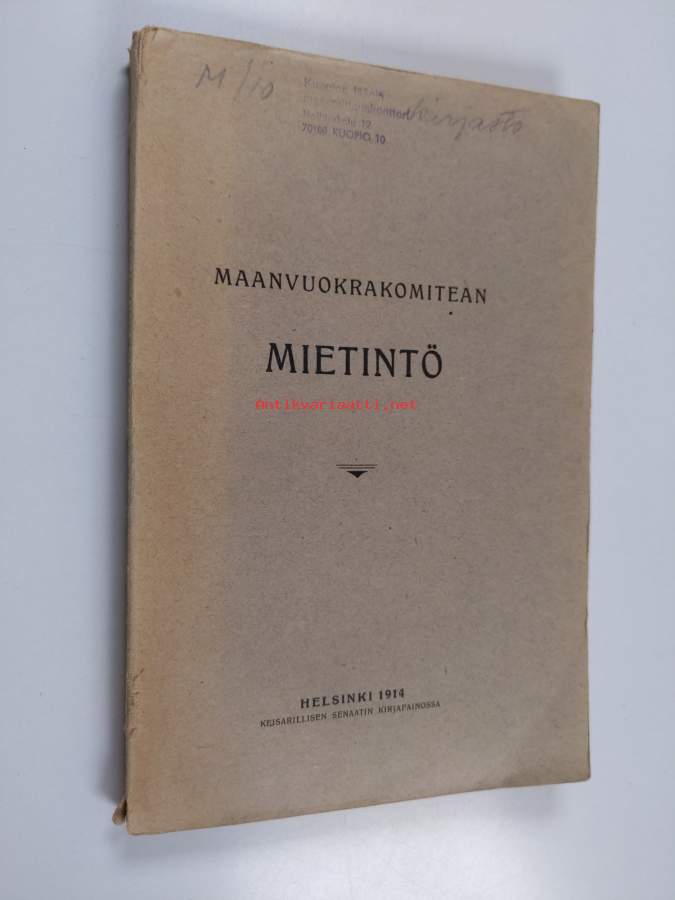 M/10
kirjasto
70100 KUOPIO 10
MAANVUOKRAKOMITEAN
MIETINTÖ
Antikvariaatti.net
HELSINKI 1914
KEISARILLISEN SENAATIN KIRJAPAINOSSA